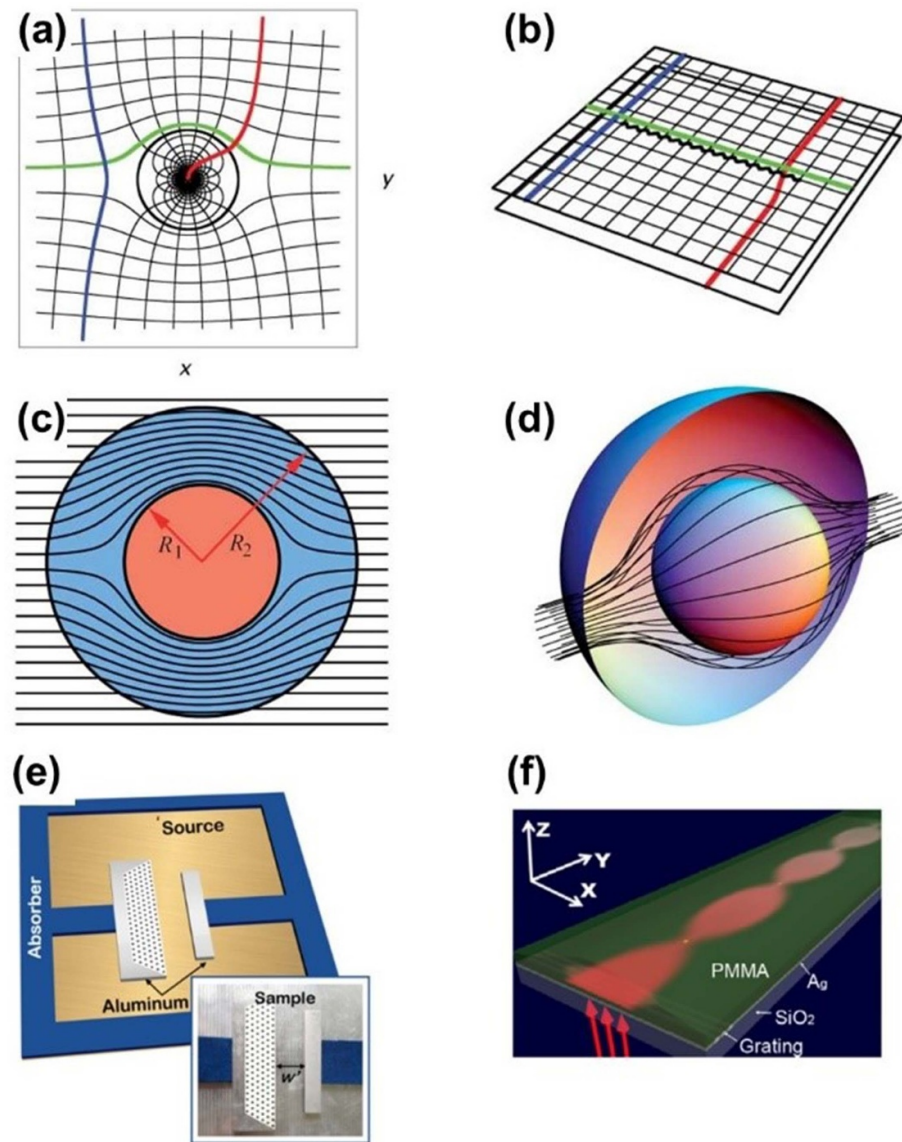 (a)
(b)
y
x
(c)
(d)
R1
R2
(e)
(f)
Source
Absorber
Aluminum
Sample
w'
Z
Y
X
PMMA
Ag
SiO₂
Grating